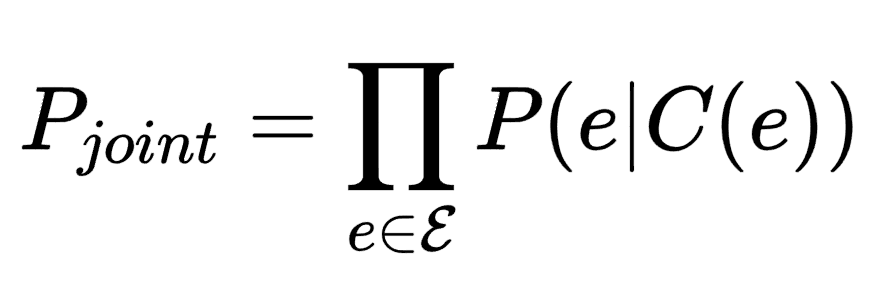 P_{joint} = \prod_{e \in \mathcal{E}} P(e|C(e))